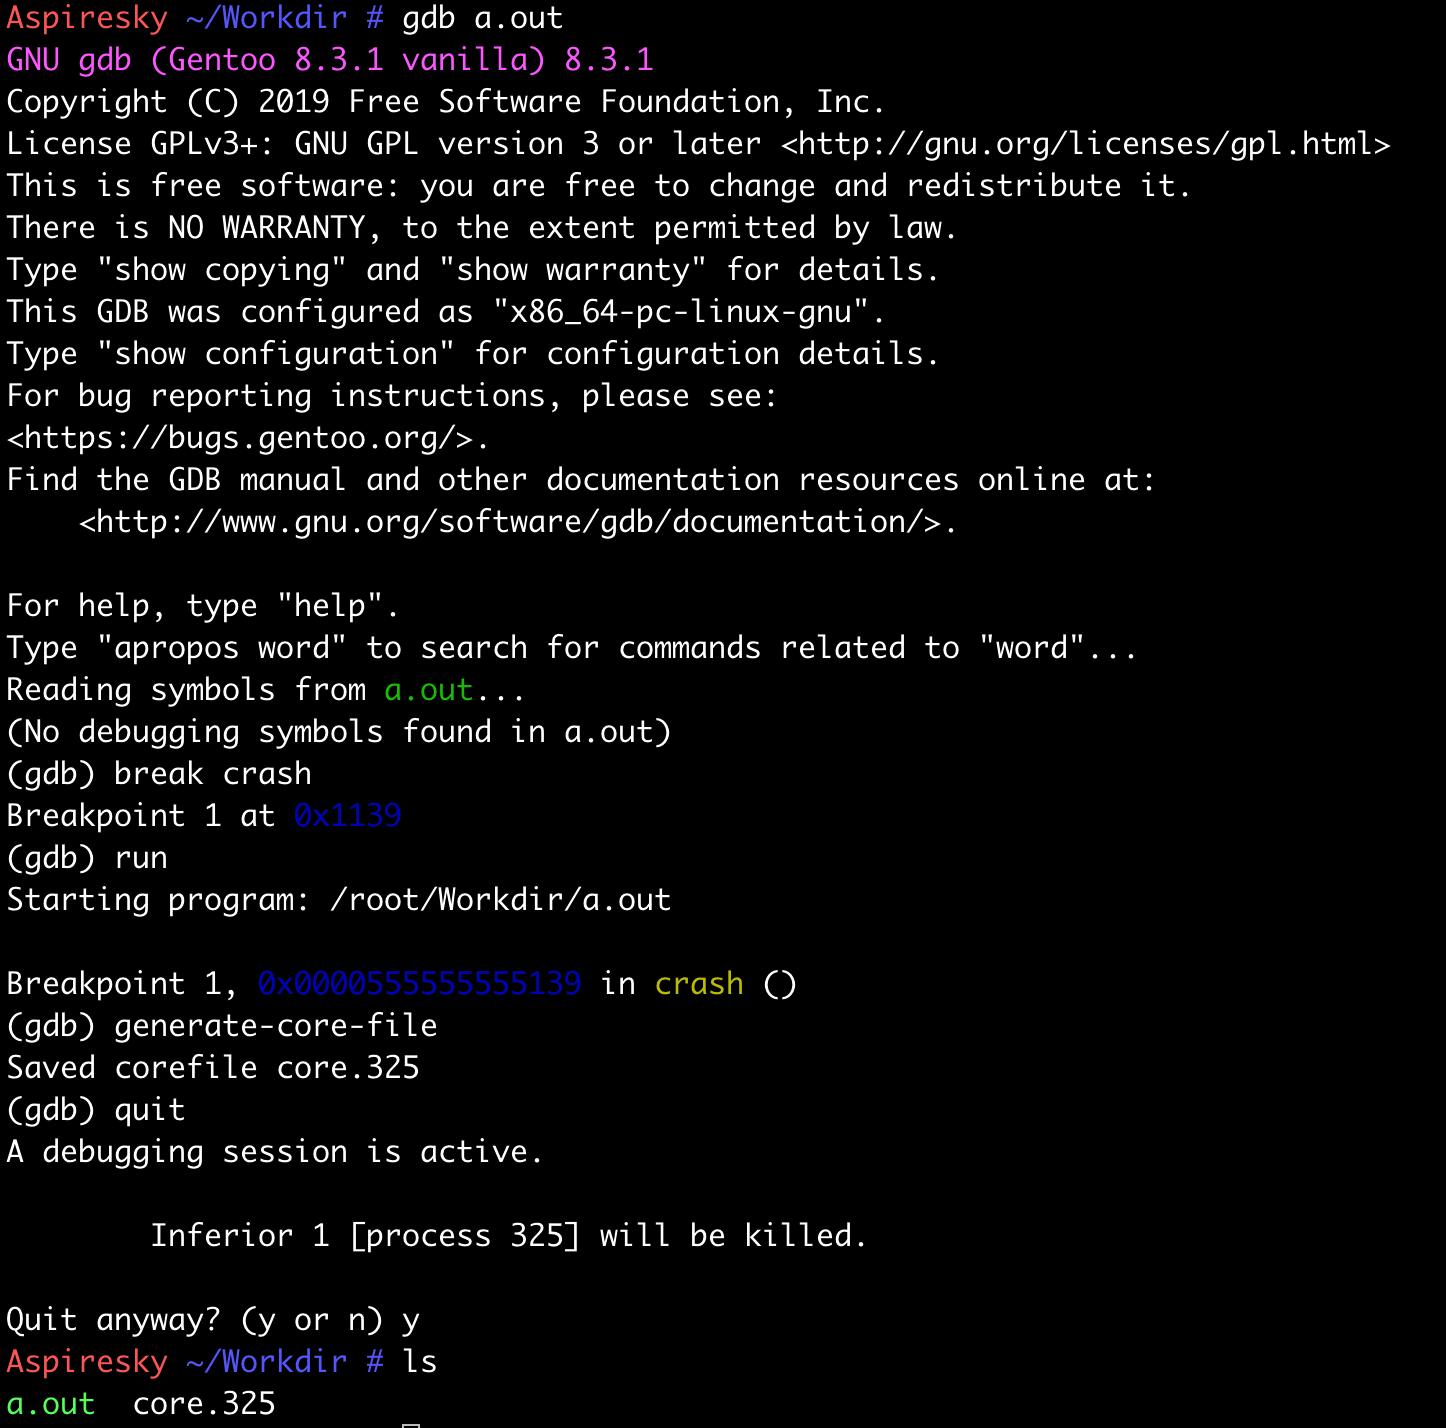 Aspiresky ~/Workdir # gdb a.out
GNU gdb (Gentoo 8.3.1 vanilla) 8.3.1
Copyright (C) 2019 Free Software Foundation, Inc.
License GPLv3+: GNU GPL version 3 or later <http://gnu.org/licenses/gpl.html>
This is free software: you are free to change and redistribute it.
There is NO WARRANTY, to the extent permitted by law.
Type "show copying" and "show warranty" for details.
This GDB was configured as "x86_64-pc-linux-gnu".
Type "show configuration" for configuration details.
For bug reporting instructions, please see:
<https://bugs.gentoo.org/>.
Find the GDB manual and other documentation resources online at:
    <http://www.gnu.org/software/gdb/documentation/>.

For help, type "help".
Type "apropos word" to search for commands related to "word"...
Reading symbols from a.out...
(No debugging symbols found in a.out)
(gdb) break crash
Breakpoint 1 at 0x1139
(gdb) run
Starting program: /root/Workdir/a.out

Breakpoint 1, 0x0000555555555139 in crash ()
(gdb) generate-core-file
Saved corefile core.325
(gdb) quit
A debugging session is active.

        Inferior 1 [process 325] will be killed.

Quit anyway? (y or n) y
Aspiresky ~/Workdir # ls
a.out  core.325